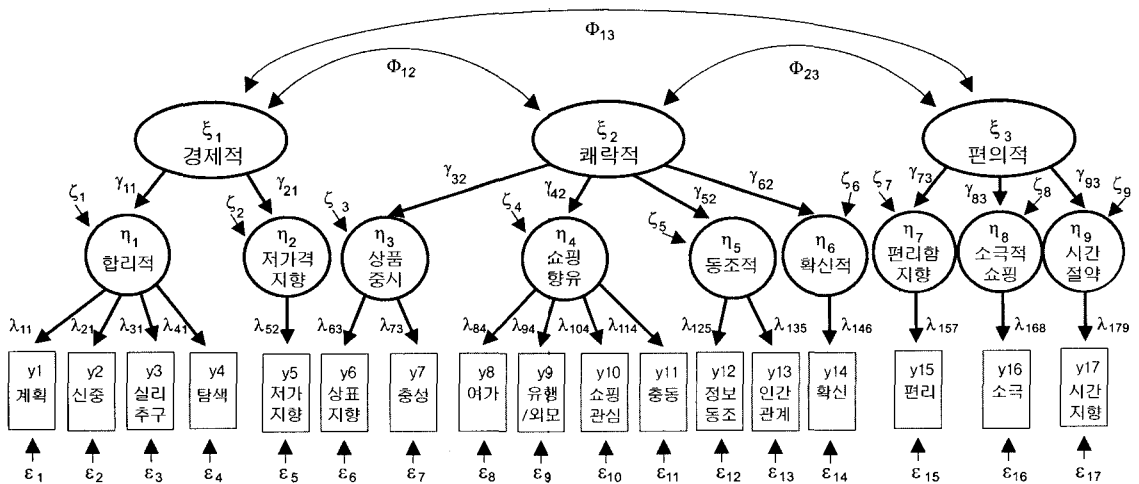 Φ13
Φ12
Φ23
ξ1
경제적
ξ2
쾌락적
ξ3
편의적
ζ1
γ11
γ21
ζ2
ζ3
γ32
γ42
ζ4
γ52
ζ5
γ62
ζ6
ζ7
γ73
γ83
ζ8
γ93
ζ9
η1
합리적
η2
저가격
지향
η3
상품
중시
η4
쇼핑
향유
η5
동조적
η6
확신적
η7
편리함
지향
η8
소극적
쇼핑
η9
시간
절약
λ11
λ21
λ31
λ41
λ52
λ63
λ73
λ84
λ94
λ104
λ114
λ125
λ135
λ146
λ157
λ168
λ179
y1
계획
y2
신중
y3
실리
추구
y4
탐색
y5
저가
지향
y6
상표
지향
y7
충성
y8
여가
y9
유행
/외모
y10
쇼핑
관심
y11
충동
y12
정보
동조
y13
인간
관계
y14
확신
y15
편리
y16
소극
y17
시간
지향
ε1
ε2
ε3
ε4
ε5
ε6
ε7
ε8
ε9
ε10
ε11
ε12
ε13
ε14
ε15
ε16
ε17